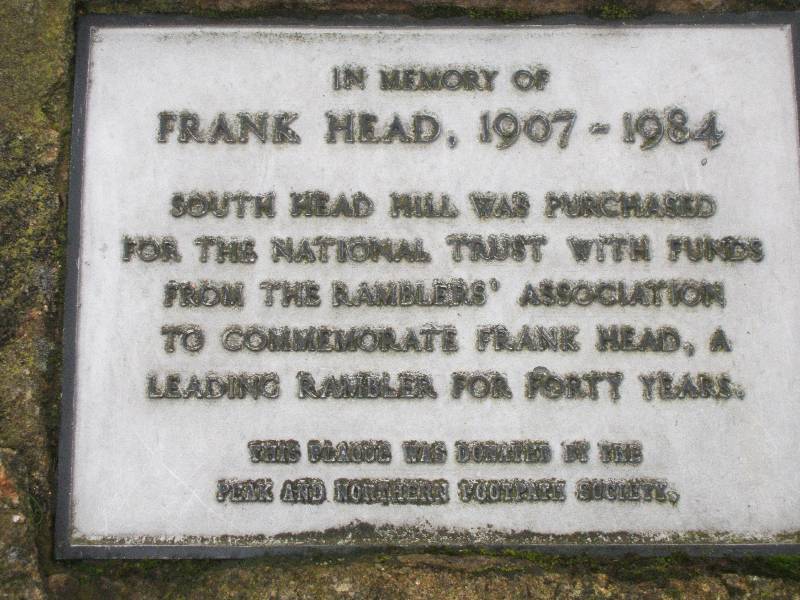 IN MEMORY OF
FRANK HEAD, 1907 - 1984
SOUTH HEAD HILL WAS PURCHASED
FOR THE NATIONAL TRUST WITH FUNDS
FROM THE RAMBLERS' ASSOCIATION
TO COMMEMORATE FRANK HEAD, A
LEADING RAMBLER FOR FORTY YEARS.
THIS PLAQUE WAS DONATED BY THE
PEAK AND NORTHERN FOOTPATH SOCIETY.